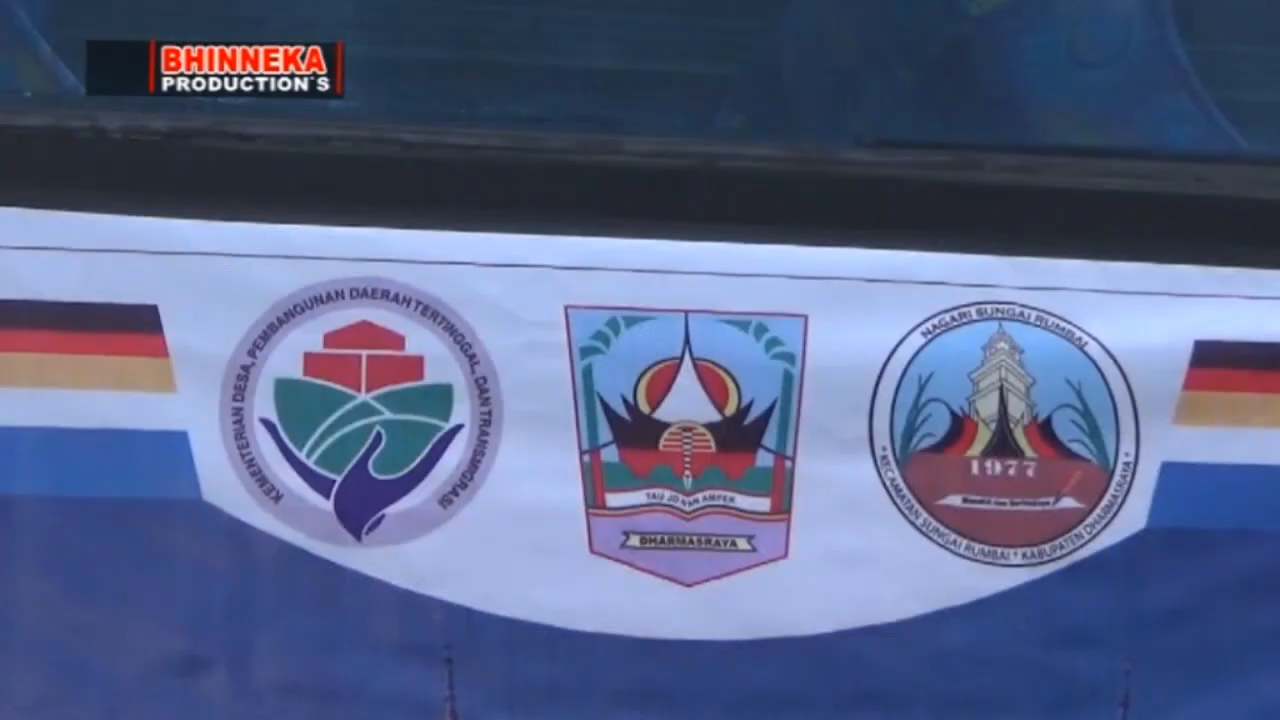 BHINNEKA
PRODUCTION'S
KEMENTERIAN DESA, PEMBANGUNAN DAERAH TERTINGGAL, DAN TRANSMIGRASI
TAU JO NAN AMPEK
DHARMASRAYA
NAGARI SUNGAI RUMBAI
1977
* KECAMATAN SUNGAI RUMBAI * KABUPATEN DHARMASRAYA *